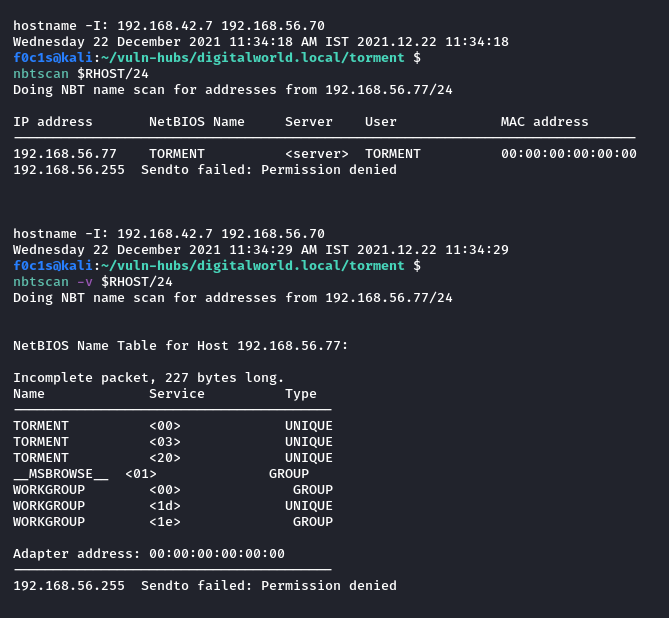 hostname -I: 192.168.42.7 192.168.56.70
Wednesday 22 December 2021 11:34:18 AM IST 2021.12.22 11:34:18
f0c1s@kali:~/vuln-hubs/digitalworld.local/torment $
nbtscan $RHOST/24
Doing NBT name scan for addresses from 192.168.56.77/24
IP address       NetBIOS Name     Server    User             MAC address
192.168.56.77    TORMENT          <server>  TORMENT          00:00:00:00:00:00
192.168.56.255  Sendto failed: Permission denied
hostname -I: 192.168.42.7 192.168.56.70
Wednesday 22 December 2021 11:34:29 AM IST 2021.12.22 11:34:29
f0c1s@kali:~/vuln-hubs/digitalworld.local/torment $
nbtscan -v $RHOST/24
Doing NBT name scan for addresses from 192.168.56.77/24
NetBIOS Name Table for Host 192.168.56.77:
Incomplete packet, 227 bytes long.
Name             Service          Type
TORMENT          <00>             UNIQUE
TORMENT          <03>             UNIQUE
TORMENT          <20>             UNIQUE
__MSBROWSE__  <01>              GROUP
WORKGROUP        <00>              GROUP
WORKGROUP        <1d>             UNIQUE
WORKGROUP        <1e>              GROUP
Adapter address: 00:00:00:00:00:00
192.168.56.255  Sendto failed: Permission denied